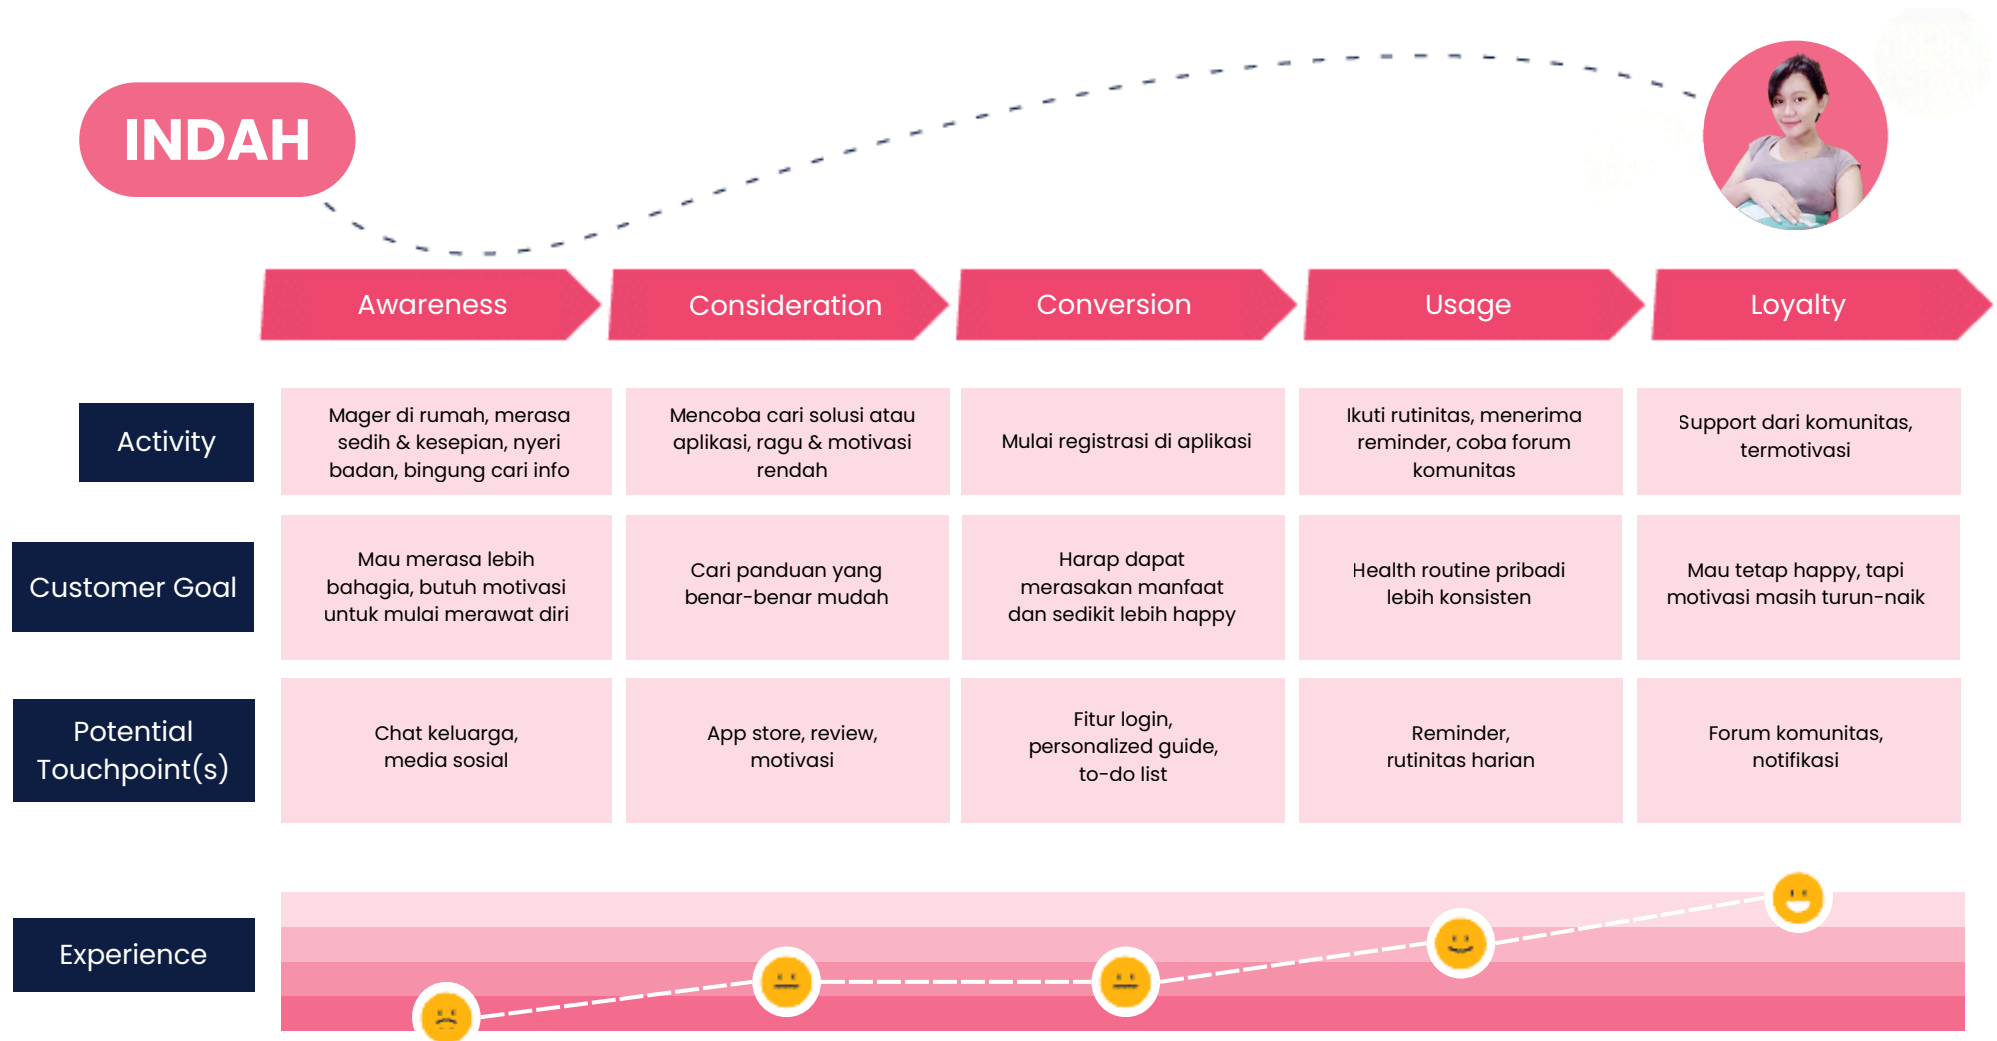 INDAH
Awareness
Consideration
Conversion
Usage
Loyalty
Activity
Mager di rumah, merasa
sedih & kesepian, nyeri
badan, bingung cari info
Mencoba cari solusi atau
aplikasi, ragu & motivasi
rendah
Mulai registrasi di aplikasi
Ikuti rutinitas, menerima
reminder, coba forum
komunitas
Support dari komunitas,
termotivasi
Customer Goal
Mau merasa lebih
bahagia, butuh motivasi
untuk mulai merawat diri
Cari panduan yang
benar-benar mudah
Harap dapat
merasakan manfaat
dan sedikit lebih happy
Health routine pribadi
lebih konsisten
Mau tetap happy, tapi
motivasi masih turun-naik
Potential
Touchpoint(s)
Chat keluarga,
media sosial
App store, review,
motivasi
Fitur login,
personalized guide,
to-do list
Reminder,
rutinitas harian
Forum komunitas,
notifikasi
Experience